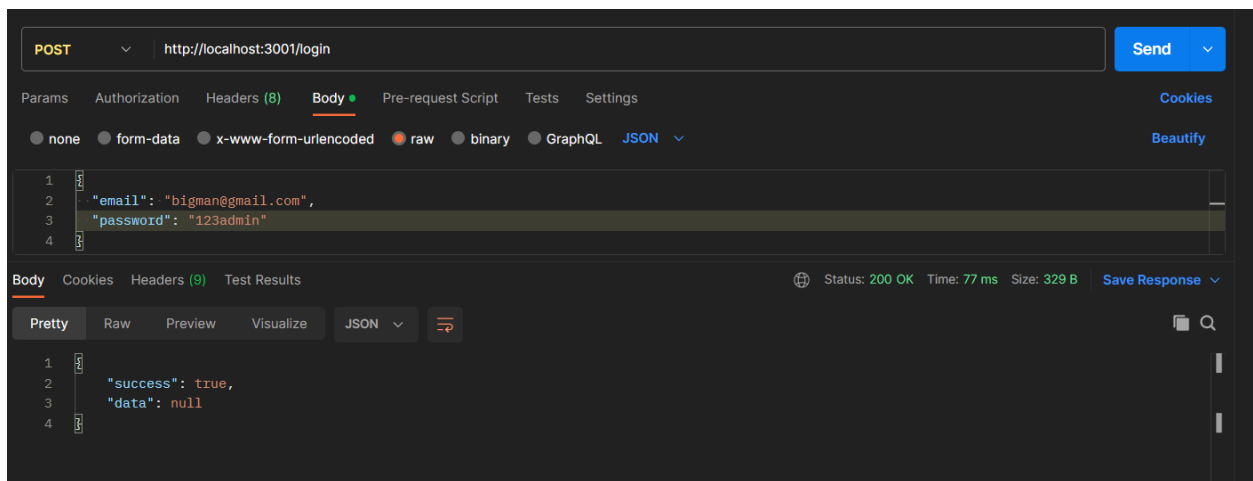 POST http://localhost:3001/login Send
Params Authorization Headers (8) Body Pre-request Script Tests Settings Cookies
none form-data x-www-form-urlencoded raw binary GraphQL JSON Beautify
1 {
2 "email": "bigman@gmail.com",
3 "password": "123admin"
4 }
Body Cookies Headers (9) Test Results Status: 200 OK Time: 77 ms Size: 329 B Save Response
Pretty Raw Preview Visualize JSON
1 {
2 "success": true,
3 "data": null
4 }